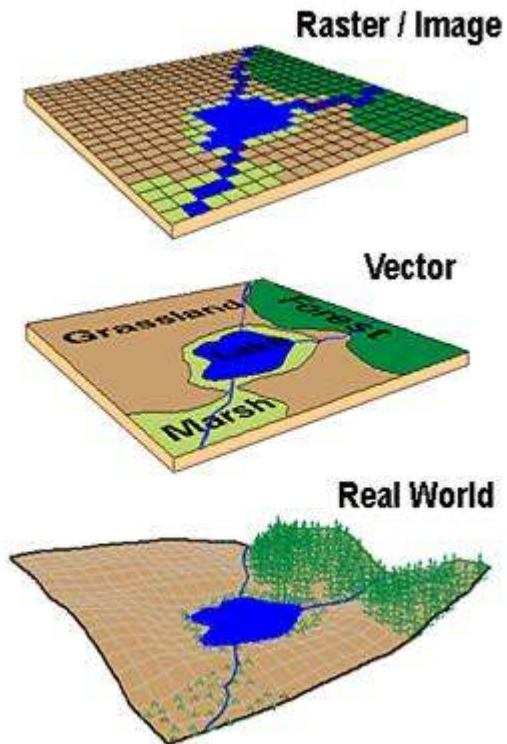 Raster / Image
Vector
Grassland
Forest
Lake
Marsh
Real World